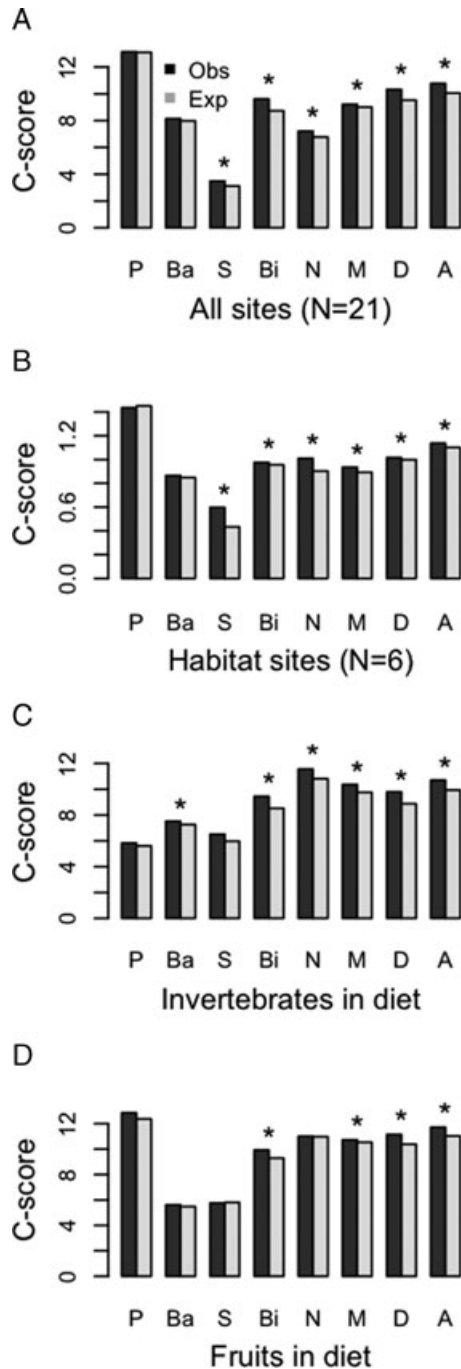 A
C-score
12
8
4
0
Obs
Exp
* * * * * *
P Ba S Bi N M D A
All sites (N=21)
B
C-score
1.2
0.6
0.0
* * * * * *
P Ba S Bi N M D A
Habitat sites (N=6)
C
C-score
12
8
4
0
* * * * * *
P Ba S Bi N M D A
Invertebrates in diet
D
C-score
12
8
4
0
* * * *
P Ba S Bi N M D A
Fruits in diet